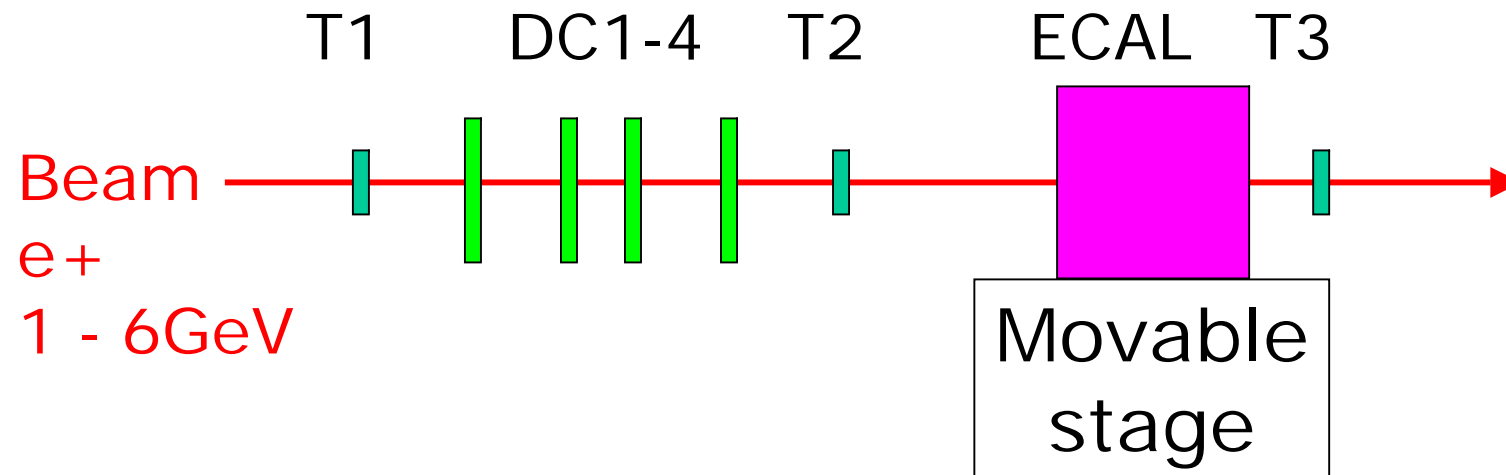 T1 DC1-4 T2 ECAL T3
Beam
e+
1 - 6GeV
Movable
stage